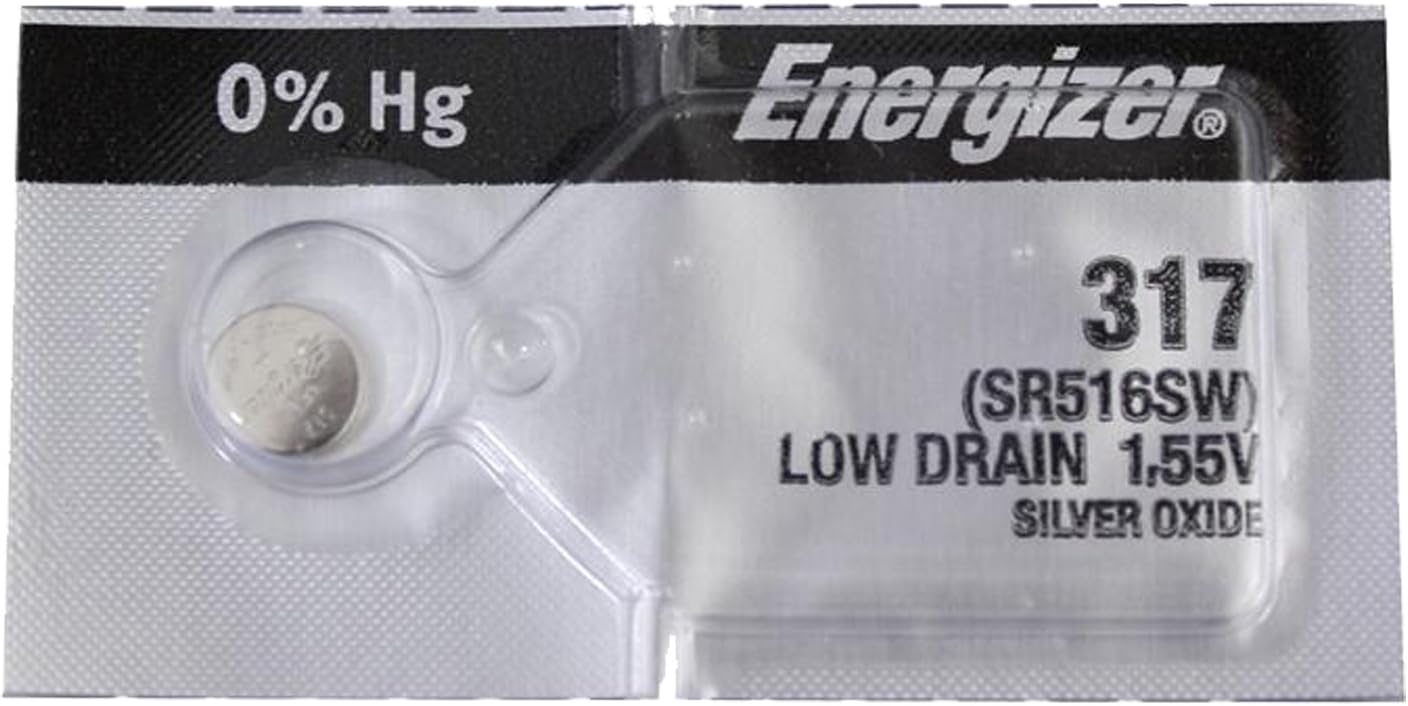 0% Hg
Energizer®
317
(SR516SW)
LOW DRAIN 1.55V
SILVER OXIDE